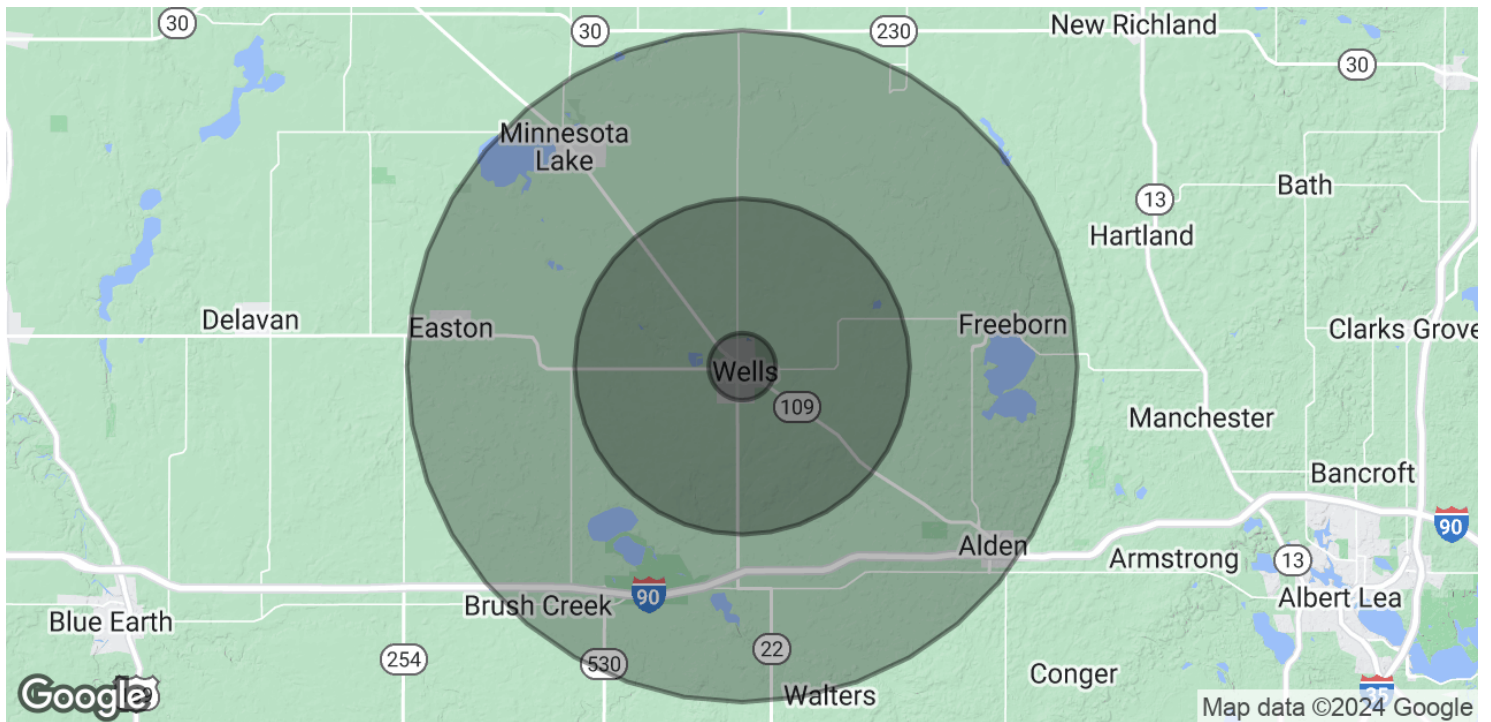 30
30
230
New Richland
30
Minnesota
Lake
13
Bath
Hartland
Delavan
Easton
Freeborn
Clarks Grove
Wells
109
Manchester
Bancroft
90
Alden
Armstrong
13
90
Brush Creek
Albert Lea
Blue Earth
254
530
22
Conger
Walters
35
Google
Map data ©2024 Google